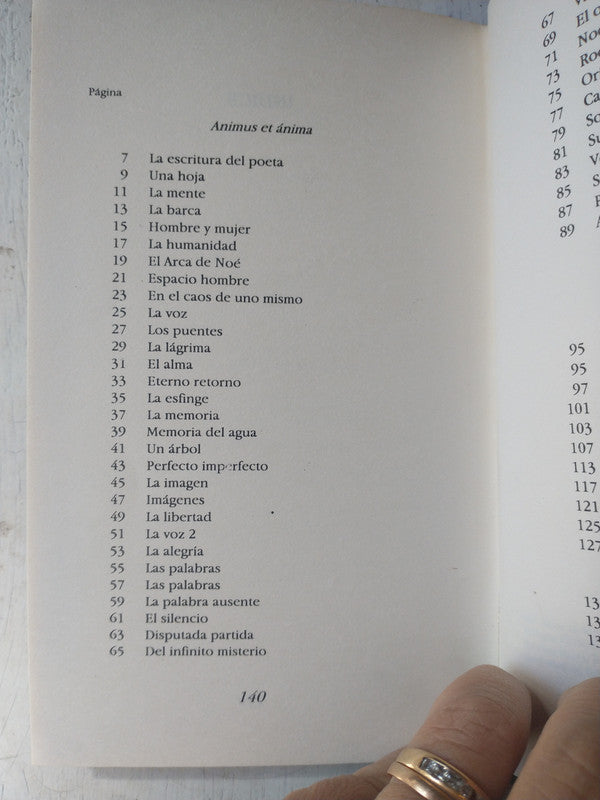 Página
Animus et ánima
7 La escritura del poeta
9 Una hoja
11 La mente
13 La barca
15 Hombre y mujer
17 La humanidad
19 El Arca de Noé
21 Espacio hombre
23 En el caos de uno mismo
25 La voz
27 Los puentes
29 La lágrima
31 El alma
33 Eterno retorno
35 La esfinge
37 La memoria
39 Memoria del agua
41 Un árbol
43 Perfecto imperfecto
45 La imagen
47 Imágenes
49 La libertad
51 La voz 2
53 La alegría
55 Las palabras
57 Las palabras
59 La palabra ausente
61 El silencio
63 Disputada partida
65 Del infinito misterio
140
67
69
71
73
75
77
79
81
83
85
87
89
95
95
97
101
103
107
113
117
121
125
127